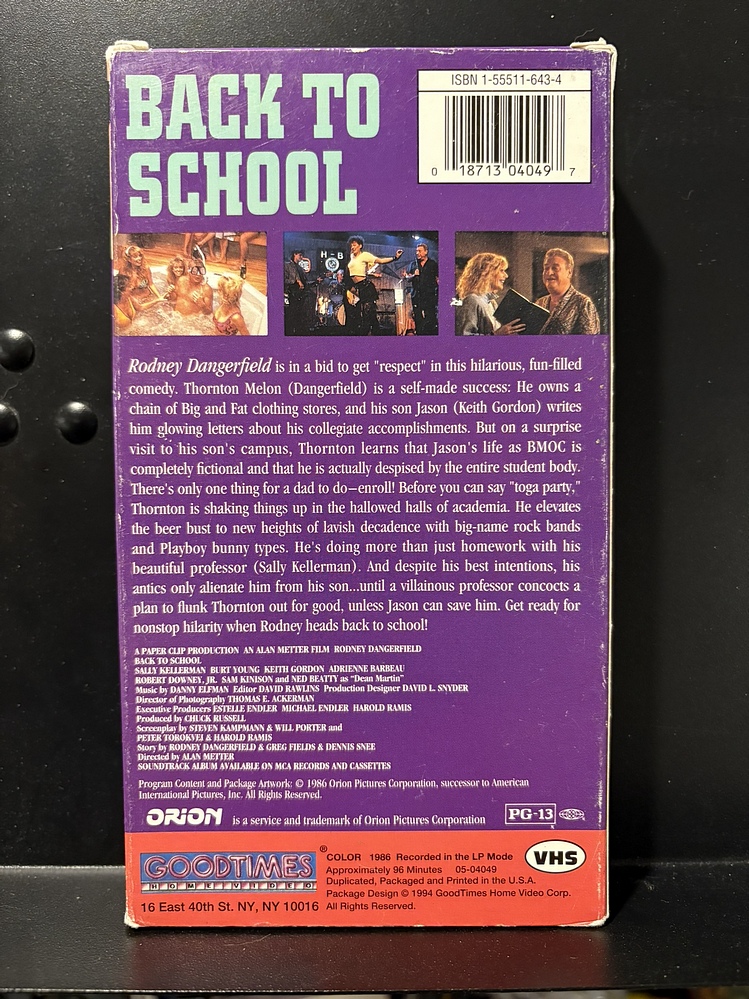 BACK TO
SCHOOL
ISBN 1-55511-643-4
0 18713 04049 7
H-B
Rodney Dangerfield is in a bid to get "respect" in this hilarious, fun-filled
comedy. Thornton Melon (Dangerfield) is a self-made success: He owns a
chain of Big and Fat clothing stores, and his son Jason (Keith Gordon) writes
him glowing letters about his collegiate accomplishments. But on a surprise
visit to his son's campus, Thornton learns that Jason's life as BMOC is
completely fictional and that he is actually despised by the entire student body.
There's only one thing for a dad to do—enroll! Before you can say "toga party,"
Thornton is shaking things up in the hallowed halls of academia. He elevates
the beer bust to new heights of lavish decadence with big-name rock bands
and Playboy bunny types. He's doing more than just homework with his
beautiful professor (Sally Kellerman). And despite his best intentions, his
antics only alienate him from his son...until a villainous professor concocts a
plan to flunk Thornton out for good, unless Jason can save him. Get ready for
nonstop hilarity when Rodney heads back to school!
A PAPER CLIP PRODUCTION AN ALAN METTER FILM RODNEY DANGERFIELD
BACK TO SCHOOL
SALLY KELLERMAN BURT YOUNG KEITH GORDON ADRIENNE BARBEAU
ROBERT DOWNEY, JR. SAM KINISON and NED BEATTY as "Dean Martin"
Music by DANNY ELFMAN Editor DAVID RAWLINS Production Designer DAVID L. SNYDER
Director of Photography THOMAS E. ACKERMAN
Executive Producers ESTELLE ENDLER MICHAEL ENDLER HAROLD RAMIS
Produced by CHUCK RUSSELL
Screenplay by STEVEN KAMPMANN & WILL PORTER and
PETER TOROKVEI & HAROLD RAMIS
Story by RODNEY DANGERFIELD & GREG FIELDS & DENNIS SNEE
Directed by ALAN METTER
SOUNDTRACK ALBUM AVAILABLE ON MCA RECORDS AND CASSETTES
Program Content and Package Artwork: © 1986 Orion Pictures Corporation, successor to American
International Pictures, Inc. All Rights Reserved.
ORION is a service and trademark of Orion Pictures Corporation
PG-13
GOODTIMES®
HOME VIDEO
16 East 40th St. NY, NY 10016
COLOR 1986 Recorded in the LP Mode
Approximately 96 Minutes 05-04049
Duplicated, Packaged and Printed in the U.S.A.
Package Design © 1994 GoodTimes Home Video Corp.
All Rights Reserved.
VHS